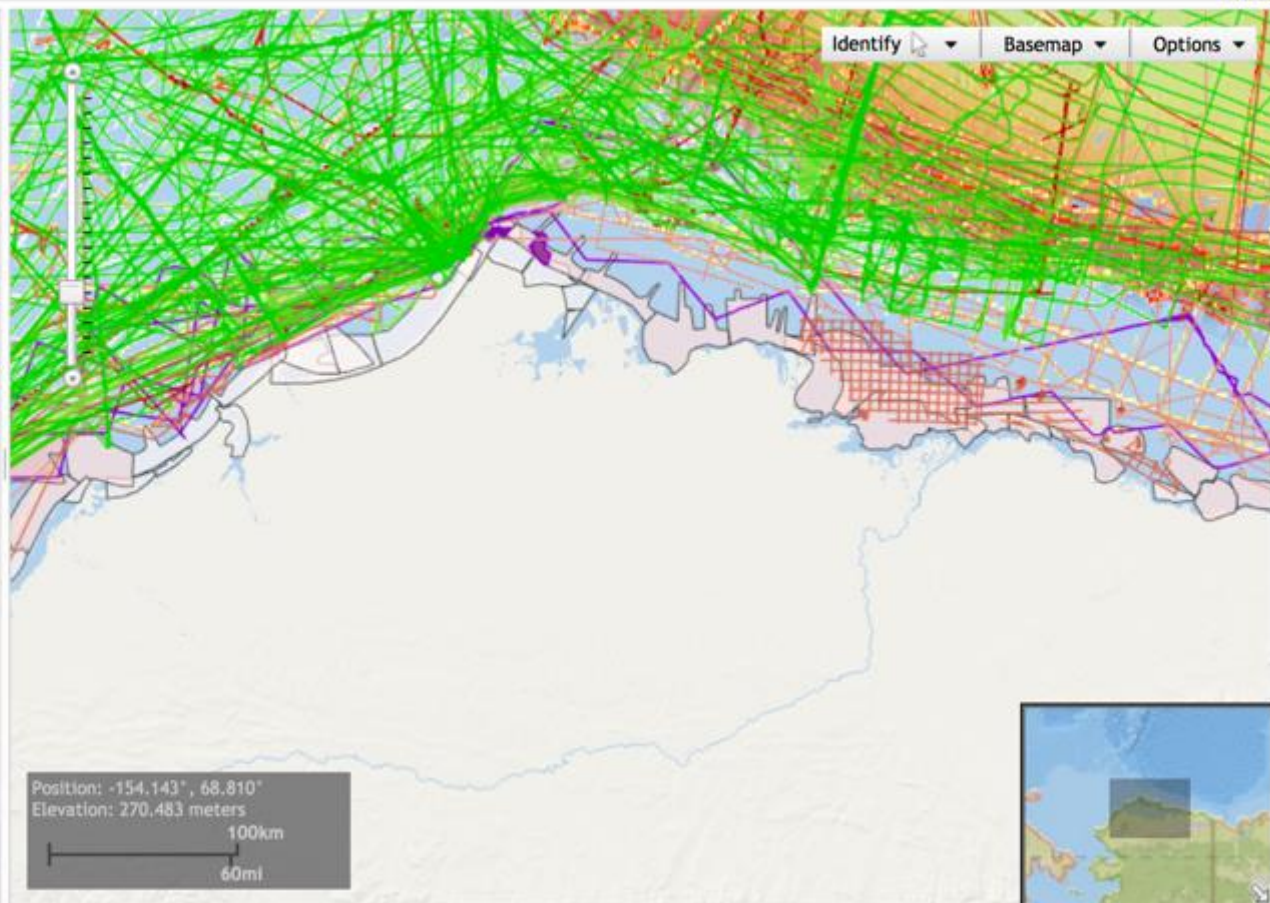 Identify Basemap Options
Position: -154.143°, 68.810°
Elevation: 270.483 meters
100km
60mi